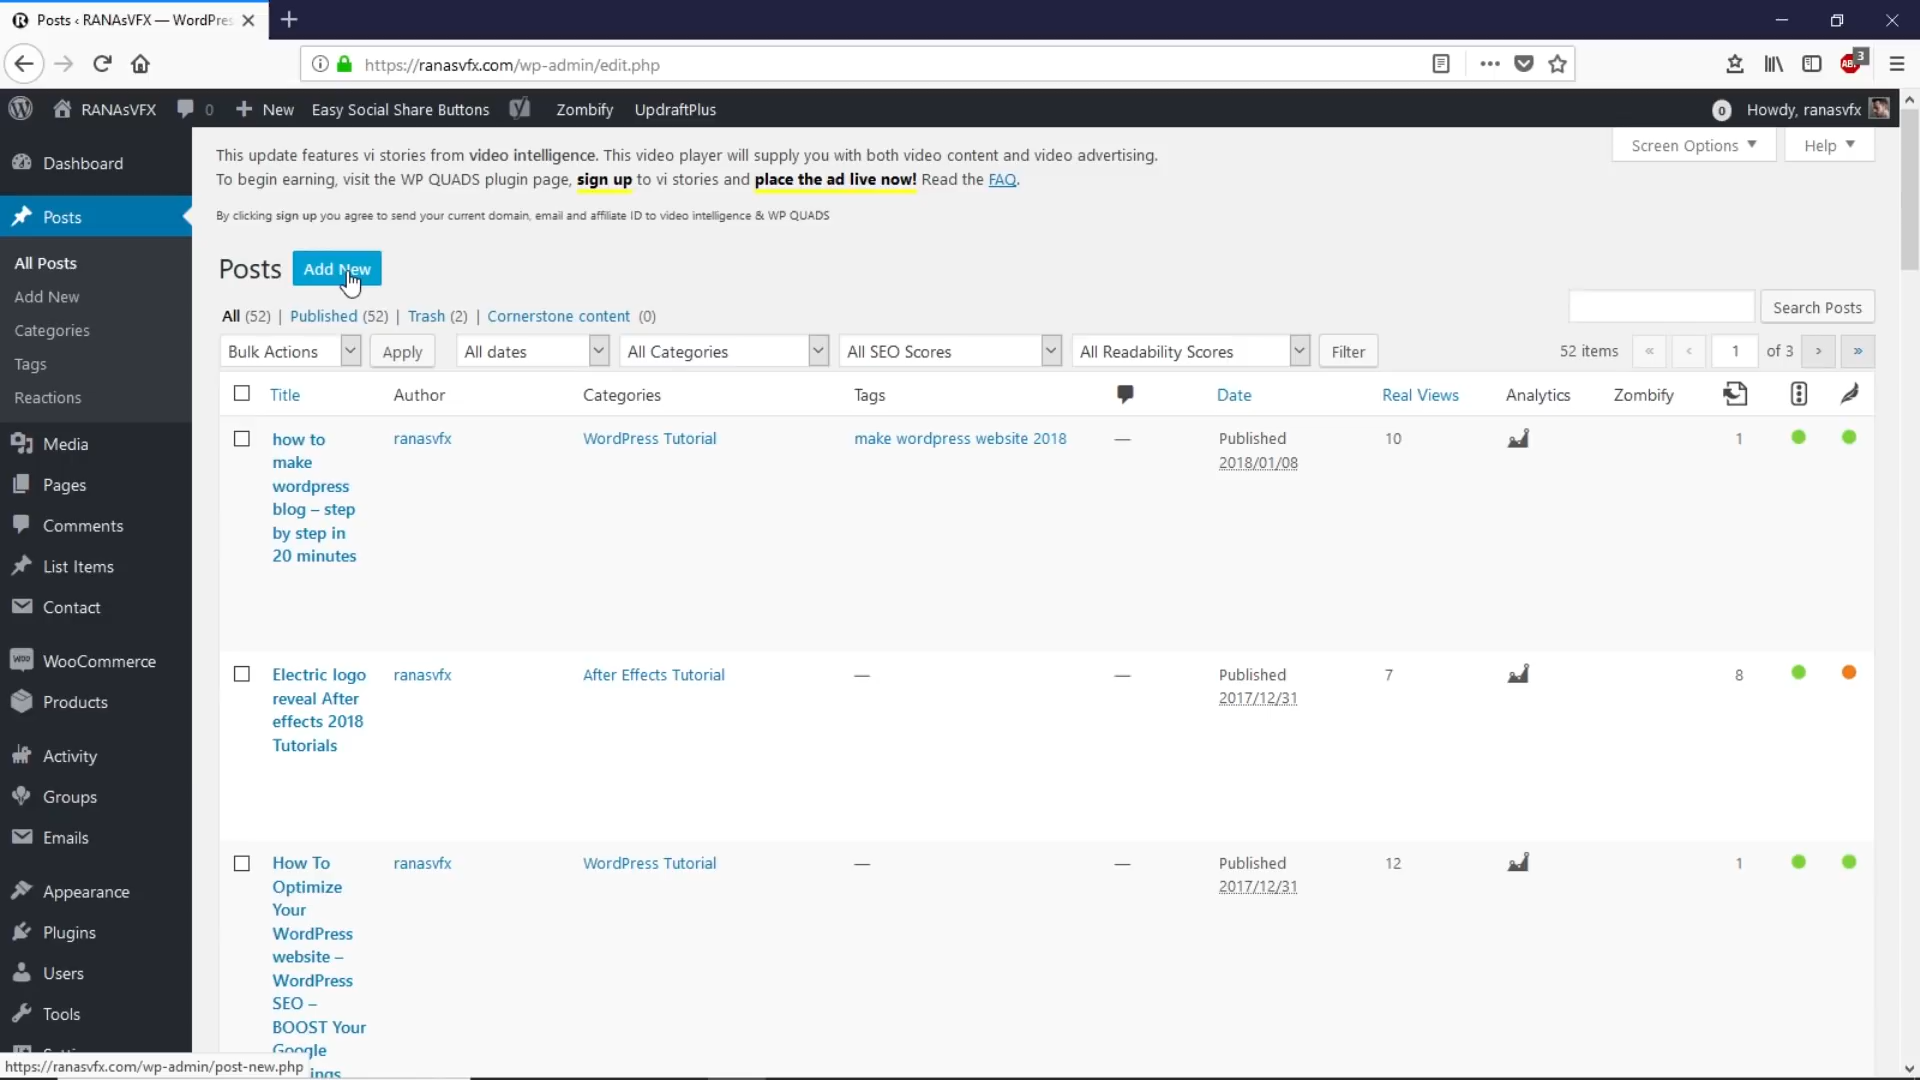 Posts ‹ RANAsVFX — WordPres
https://ranasvfx.com/wp-admin/edit.php
ABP
3
RANAsVFX
0
New
Easy Social Share Buttons
Zombify
UpdraftPlus
0
Howdy, ranasvfx
Dashboard
Posts
All Posts
Add New
Categories
Tags
Reactions
Media
Pages
Comments
List Items
Contact
WooCommerce
Products
Activity
Groups
Emails
Appearance
Plugins
Users
Tools
This update features vi stories from video intelligence. This video player will supply you with both video content and video advertising.
To begin earning, visit the WP QUADS plugin page, sign up to vi stories and place the ad live now! Read the FAQ.
By clicking sign up you agree to send your current domain, email and affiliate ID to video intelligence & WP QUADS
Screen Options
Help
Posts
Add New
All (52) | Published (52) | Trash (2) | Cornerstone content (0)
Search Posts
Bulk Actions
Apply
All dates
All Categories
All SEO Scores
All Readability Scores
Filter
52 items
«
‹
1
of 3
›
»
Title
Author
Categories
Tags
Date
Real Views
Analytics
Zombify
how to
make
wordpress
blog – step
by step in
20 minutes
ranasvfx
WordPress Tutorial
make wordpress website 2018
—
Published
2018/01/08
10
1
Electric logo
reveal After
effects 2018
Tutorials
ranasvfx
After Effects Tutorial
—
—
Published
2017/12/31
7
8
How To
Optimize
Your
WordPress
website –
WordPress
SEO –
BOOST Your
Google
ings
ranasvfx
WordPress Tutorial
—
—
Published
2017/12/31
12
1
https://ranasvfx.com/wp-admin/post-new.php